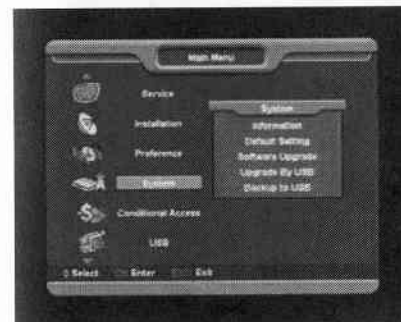 Main Menu
Service
Installation
Preference
System
Conditional Access
USB
System
Information
Default Setting
Software Upgrade
Upgrade By USB
Backup to USB
Select
Enter
Exit